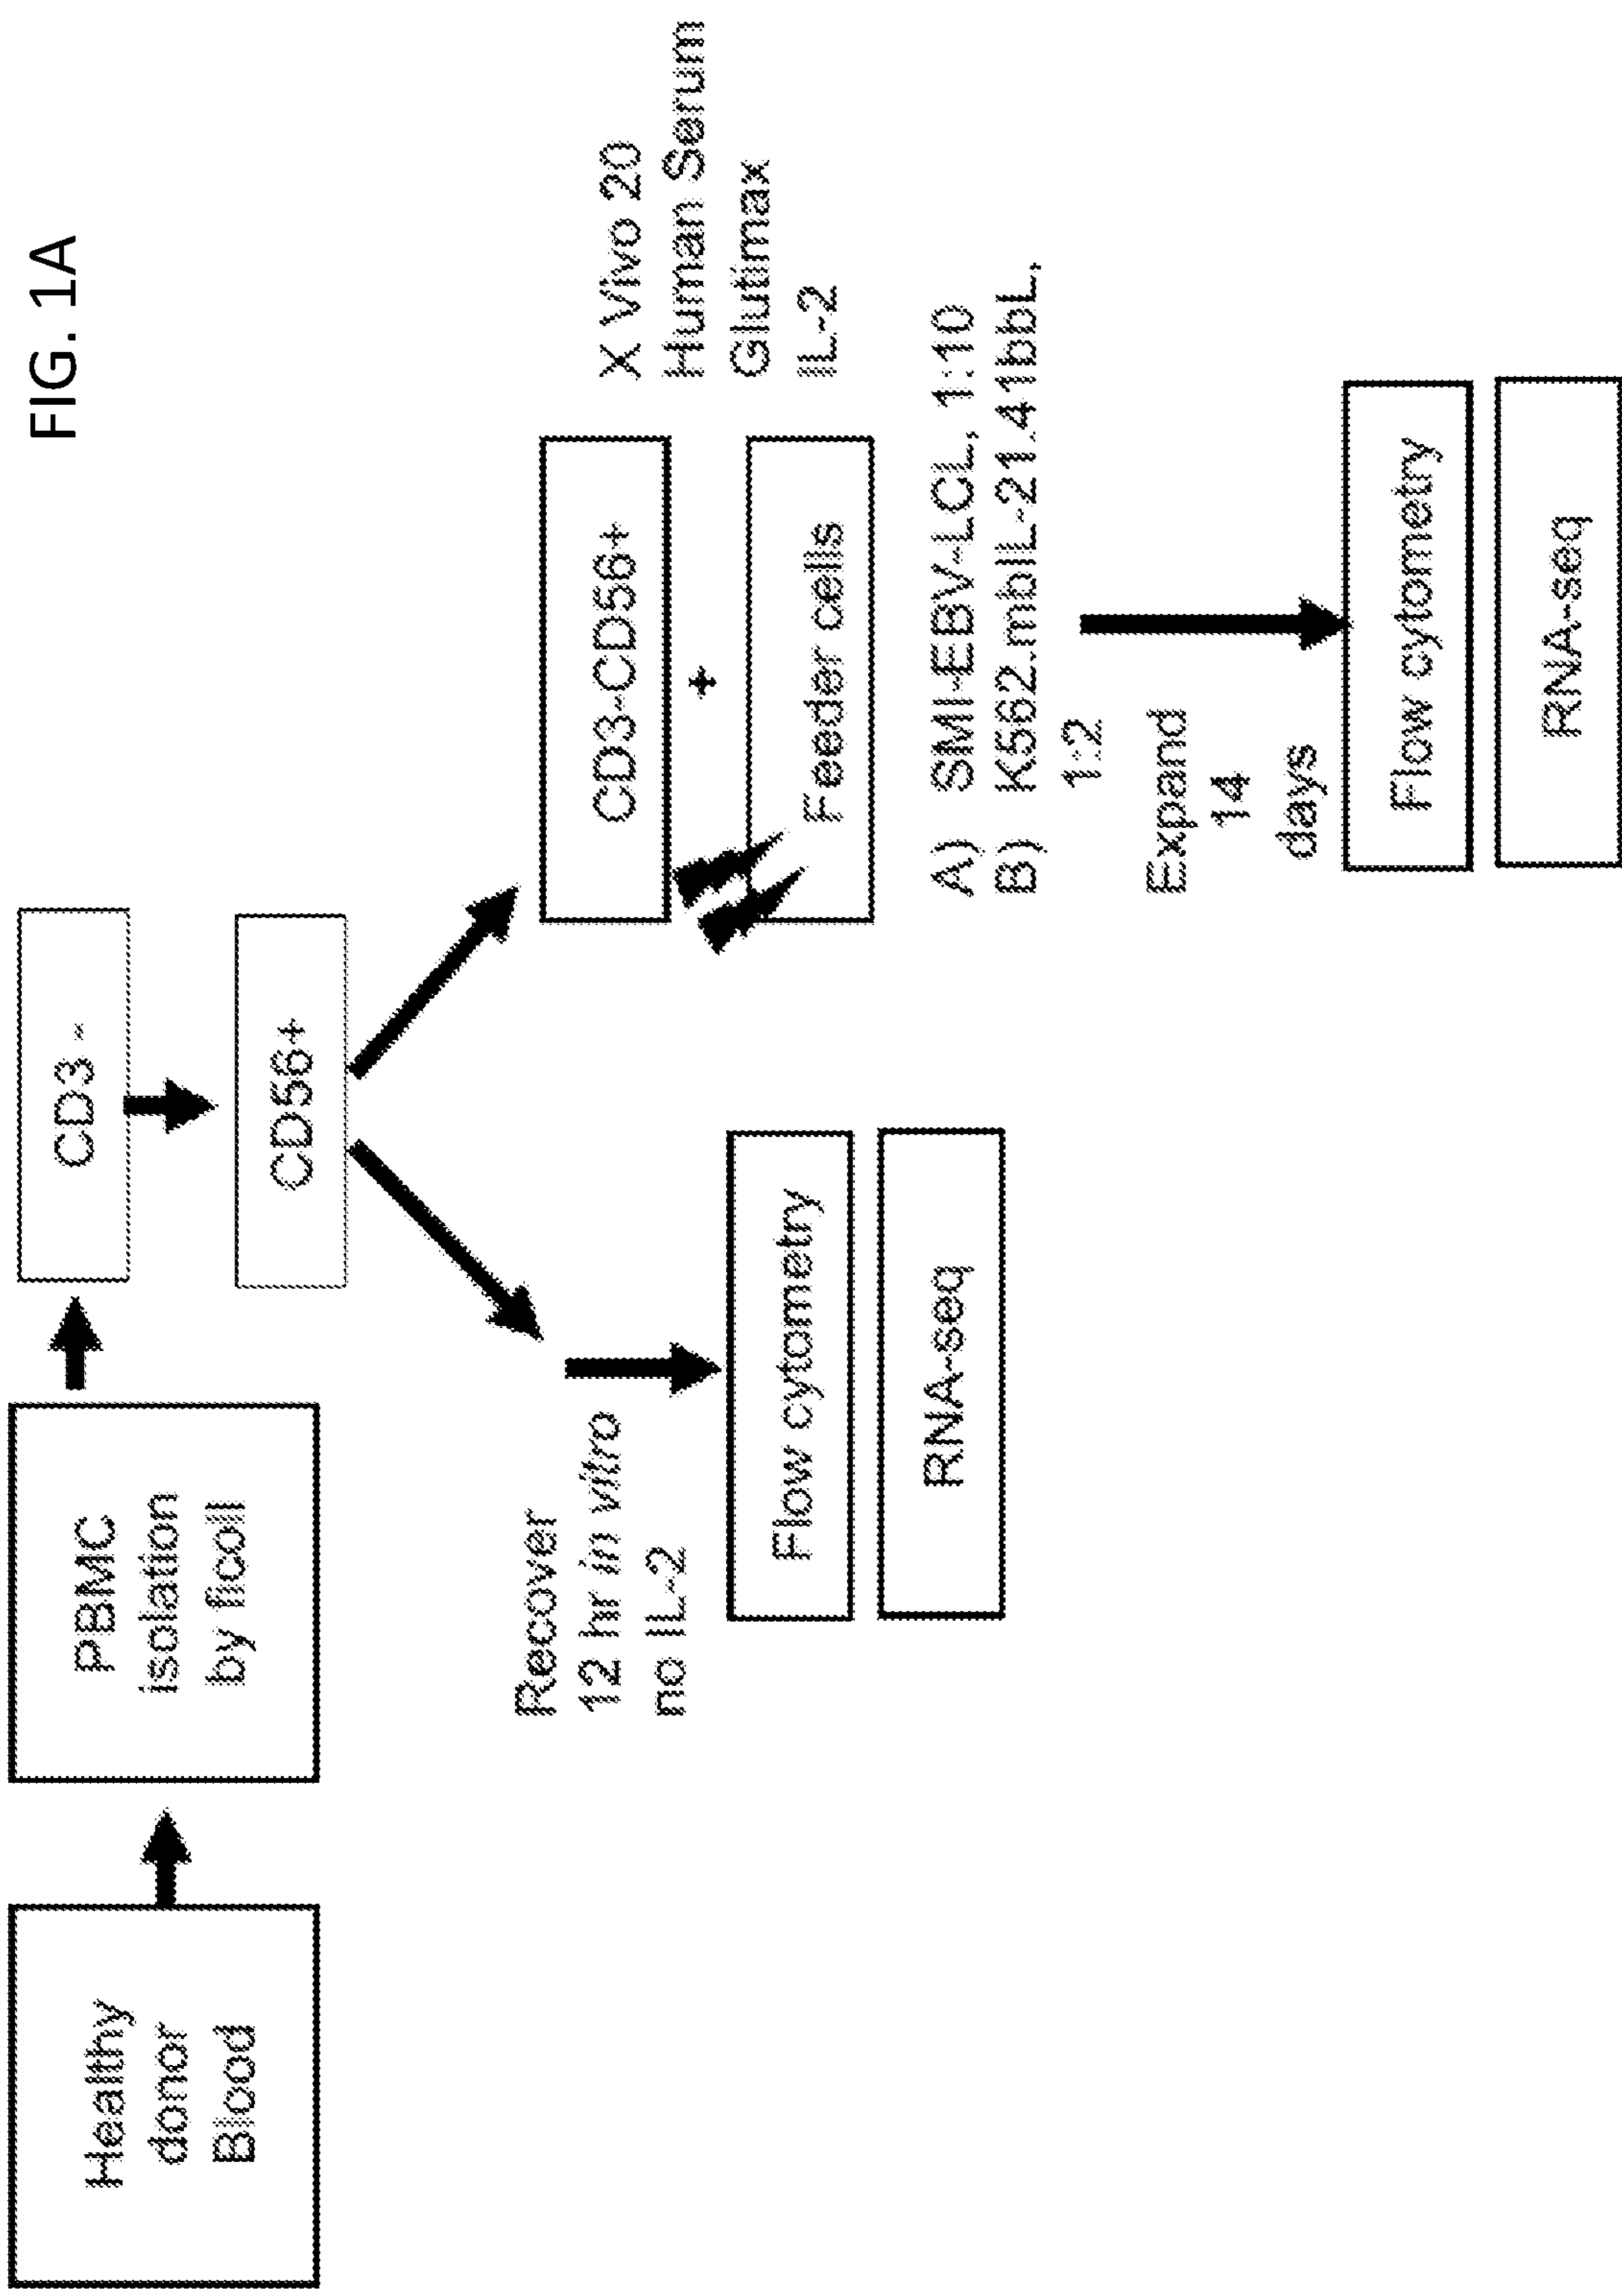 FIG. 1A
Healthy
donor
Blood
PBMC
isolation
by ficoll
CD3 -
CD56+
Recover
12 hr in vitro
no IL-2
Flow cytometry
RNA-seq
CD3-CD56+
+
Feeder cells
X Vivo 20
Human Serum
Glutimax
IL-2
A) SMI-EBV-LCL, 1:10
B) K562.mbIL-21.41bbL,
1:2
Expand
14
days
Flow cytometry
RNA-seq